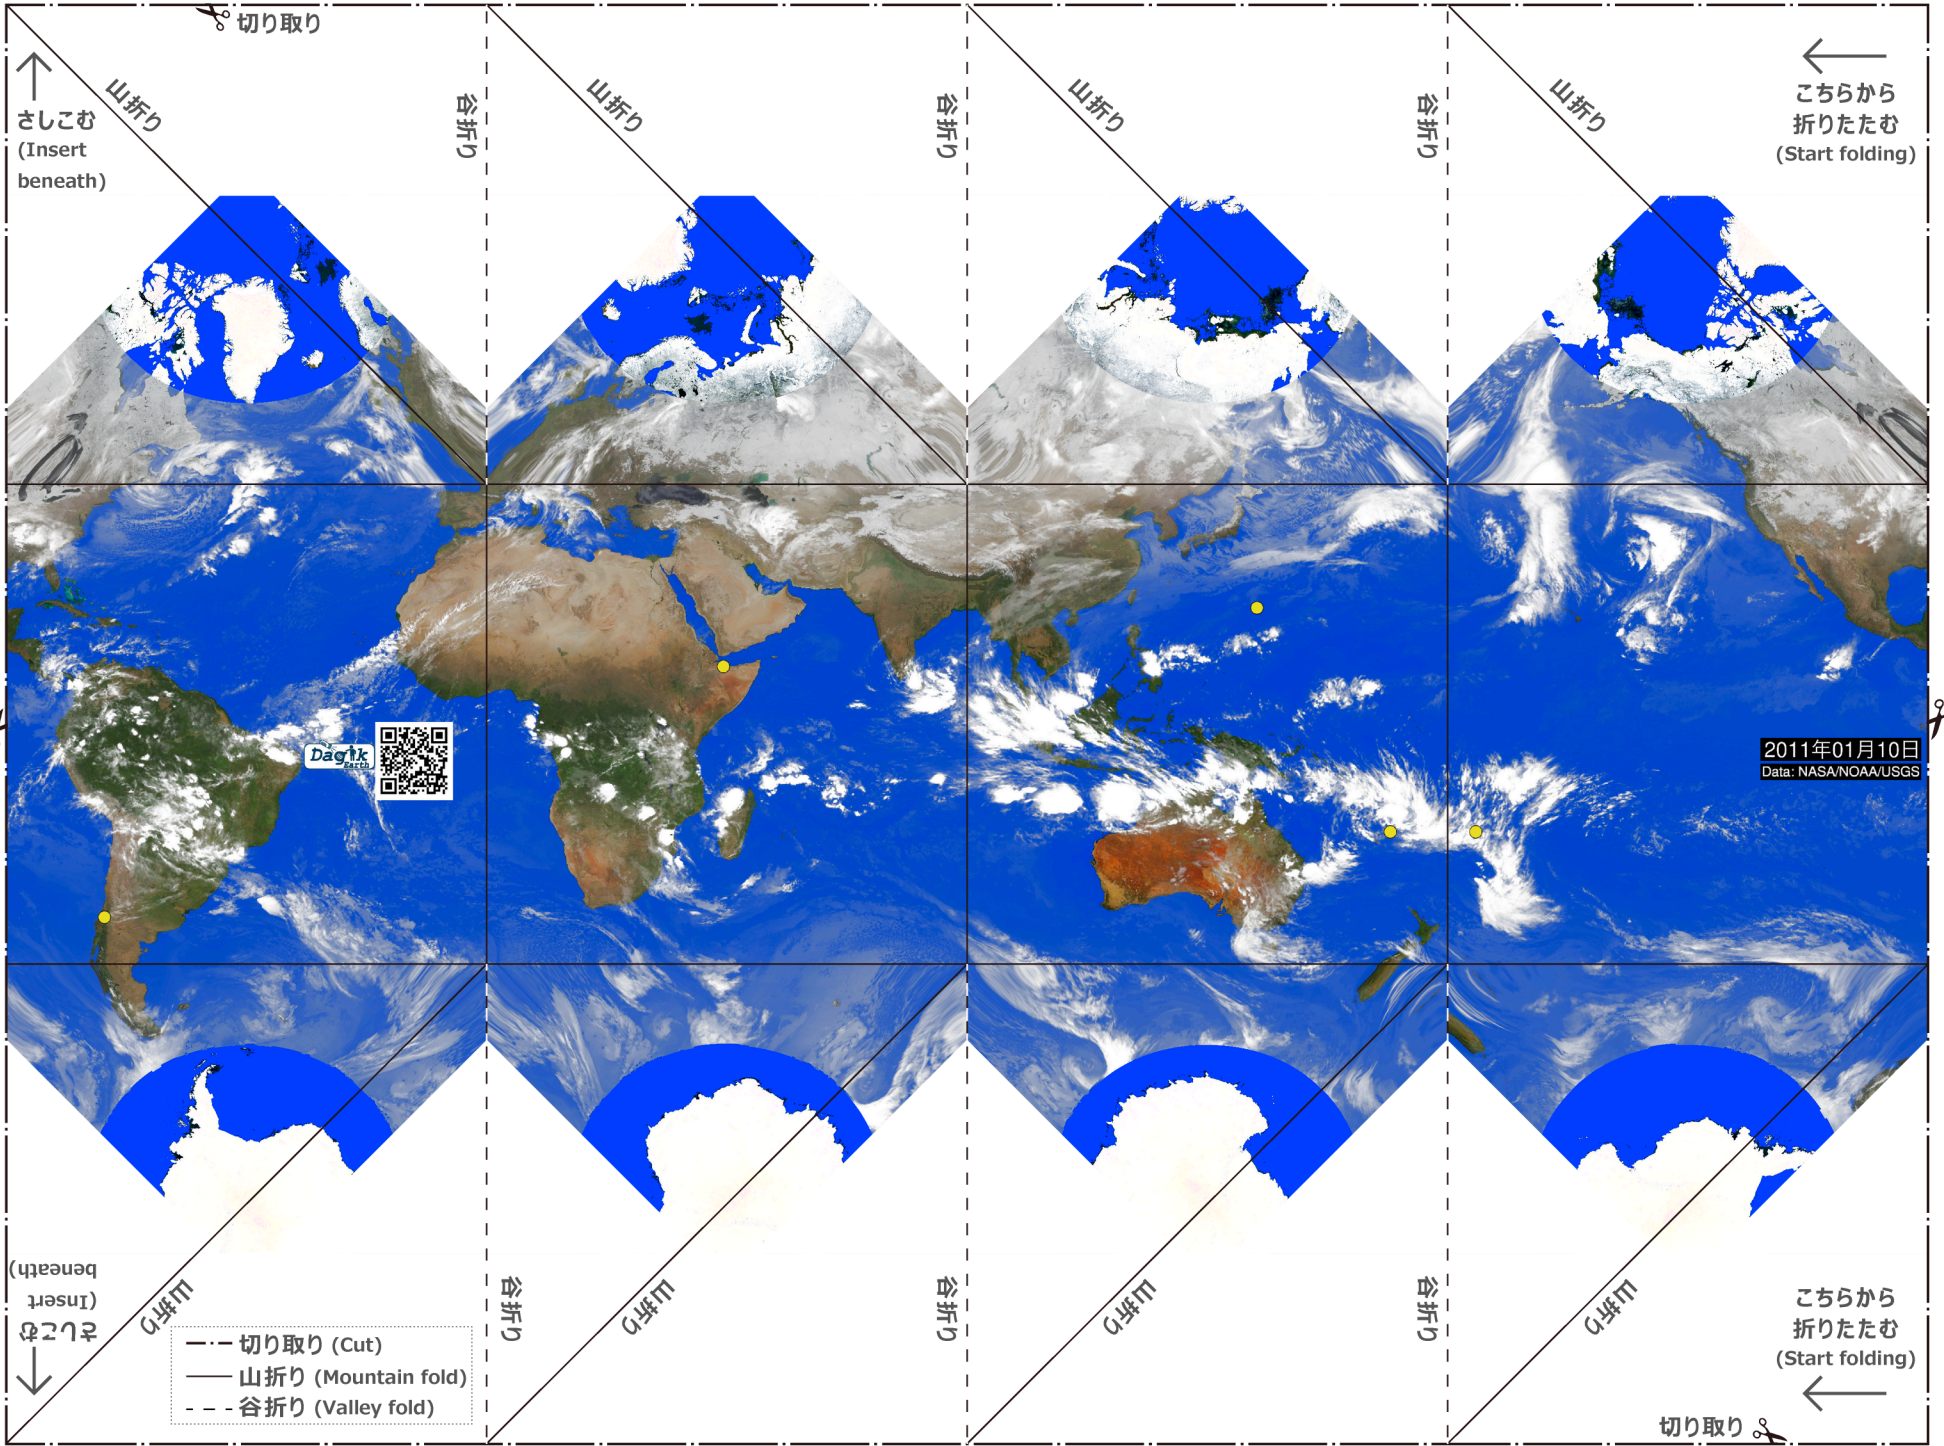 切り取り
山折り
谷折り
山折り
谷折り
山折り
谷折り
山折り
さしこむ
(Insert
beneath)
こちらから
折りたたむ
(Start folding)
Dagik
Earth
2011年01月10日
Data: NASA/NOAA/USGS
さしこむ
(Insert
beneath)
山折り
谷折り
山折り
谷折り
山折り
谷折り
山折り
こちらから
折りたたむ
(Start folding)
切り取り (Cut)
山折り (Mountain fold)
谷折り (Valley fold)
切り取り